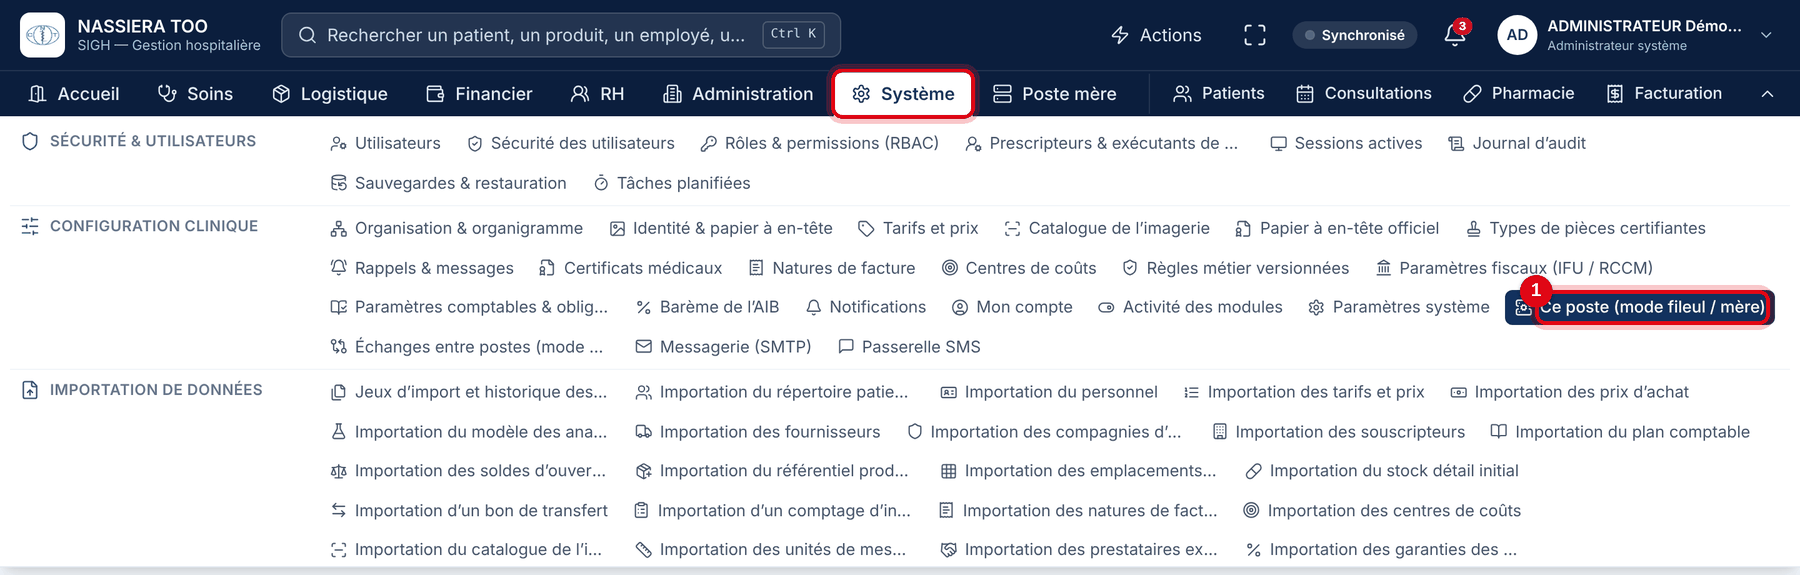 NASSIERA TOO
SIGH — Gestion hospitalière
Rechercher un patient, un produit, un employé, u...
Ctrl K
Actions
Synchronisé
3
AD
ADMINISTRATEUR Démo...
Administrateur système
Accueil
Soins
Logistique
Financier
RH
Administration
Système
Poste mère
Patients
Consultations
Pharmacie
Facturation
SÉCURITÉ & UTILISATEURS
Utilisateurs
Sécurité des utilisateurs
Rôles & permissions (RBAC)
Prescripteurs & exécutants de ...
Sessions actives
Journal d'audit
Sauvegardes & restauration
Tâches planifiées
CONFIGURATION CLINIQUE
Organisation & organigramme
Identité & papier à en-tête
Tarifs et prix
Catalogue de l'imagerie
Papier à en-tête officiel
Types de pièces certifiantes
Rappels & messages
Certificats médicaux
Natures de facture
Centres de coûts
Règles métier versionnées
Paramètres fiscaux (IFU / RCCM)
Paramètres comptables & oblig...
Barème de l'AIB
Notifications
Mon compte
Activité des modules
Paramètres système
1
Ce poste (mode fileul / mère)
Échanges entre postes (mode ...
Messagerie (SMTP)
Passerelle SMS
IMPORTATION DE DONNÉES
Jeux d'import et historique des...
Importation du répertoire patie...
Importation du personnel
Importation des tarifs et prix
Importation des prix d'achat
Importation du modèle des ana...
Importation des fournisseurs
Importation des compagnies d'...
Importation des souscripteurs
Importation du plan comptable
Importation des soldes d'ouver...
Importation du référentiel prod...
Importation des emplacements...
Importation du stock détail initial
Importation d'un bon de transfert
Importation d'un comptage d'in...
Importation des natures de fact...
Importation des centres de coûts
Importation du catalogue de l'i...
Importation des unités de mes...
Importation des prestataires ex...
Importation des garanties des ...